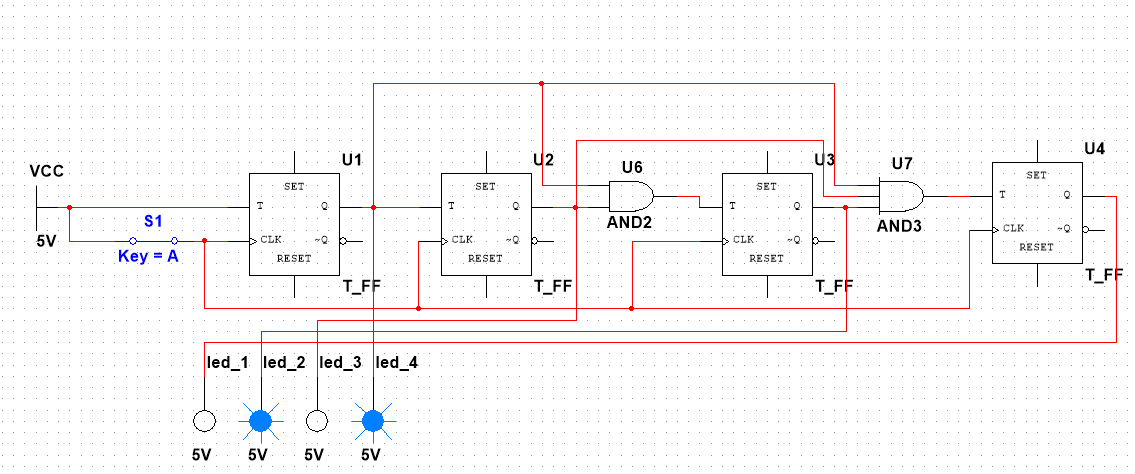 VCC
5V
S1
Key = A
U1
SET
T
Q
CLK
~Q
RESET
T_FF
U2
SET
T
Q
CLK
~Q
RESET
T_FF
U6
AND2
U3
SET
T
Q
CLK
~Q
RESET
T_FF
U7
AND3
U4
SET
T
Q
CLK
~Q
RESET
T_FF
led_1
led_2
led_3
led_4
5V
5V
5V
5V